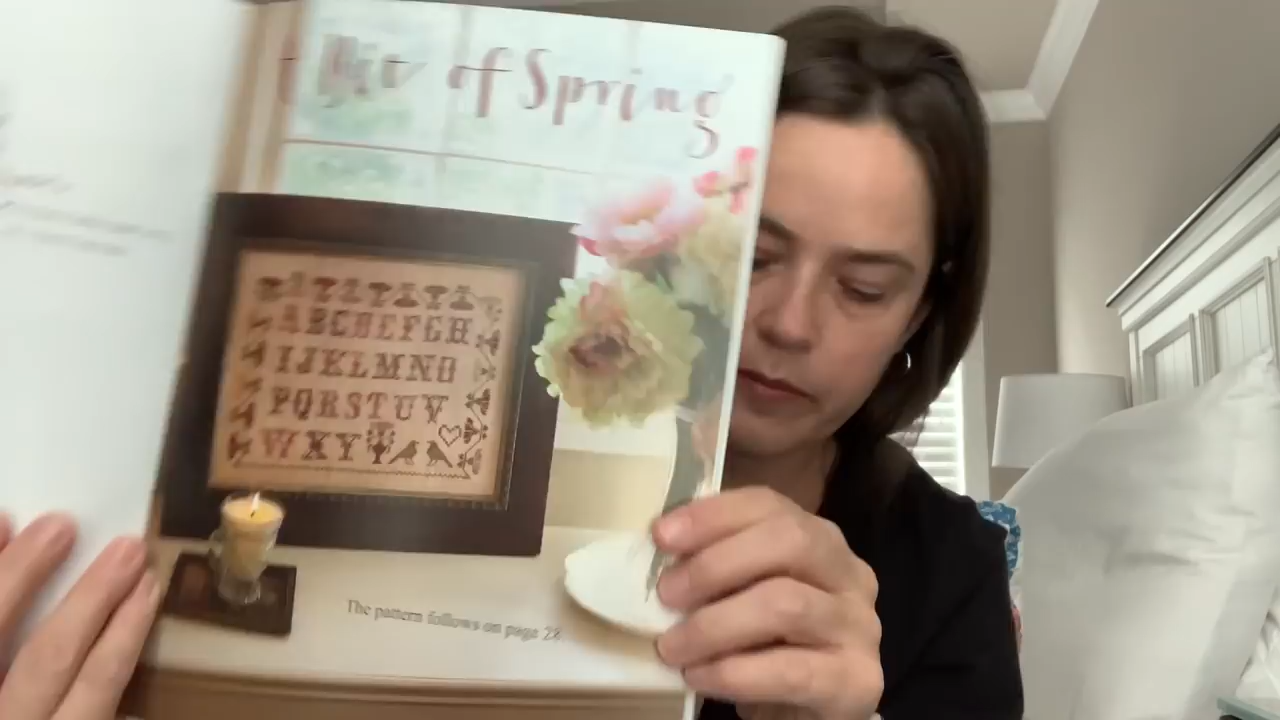 of Spring
ABCDEFGH
IJKLMNO
PQRSTUV
WXY
The pattern follows on page 28